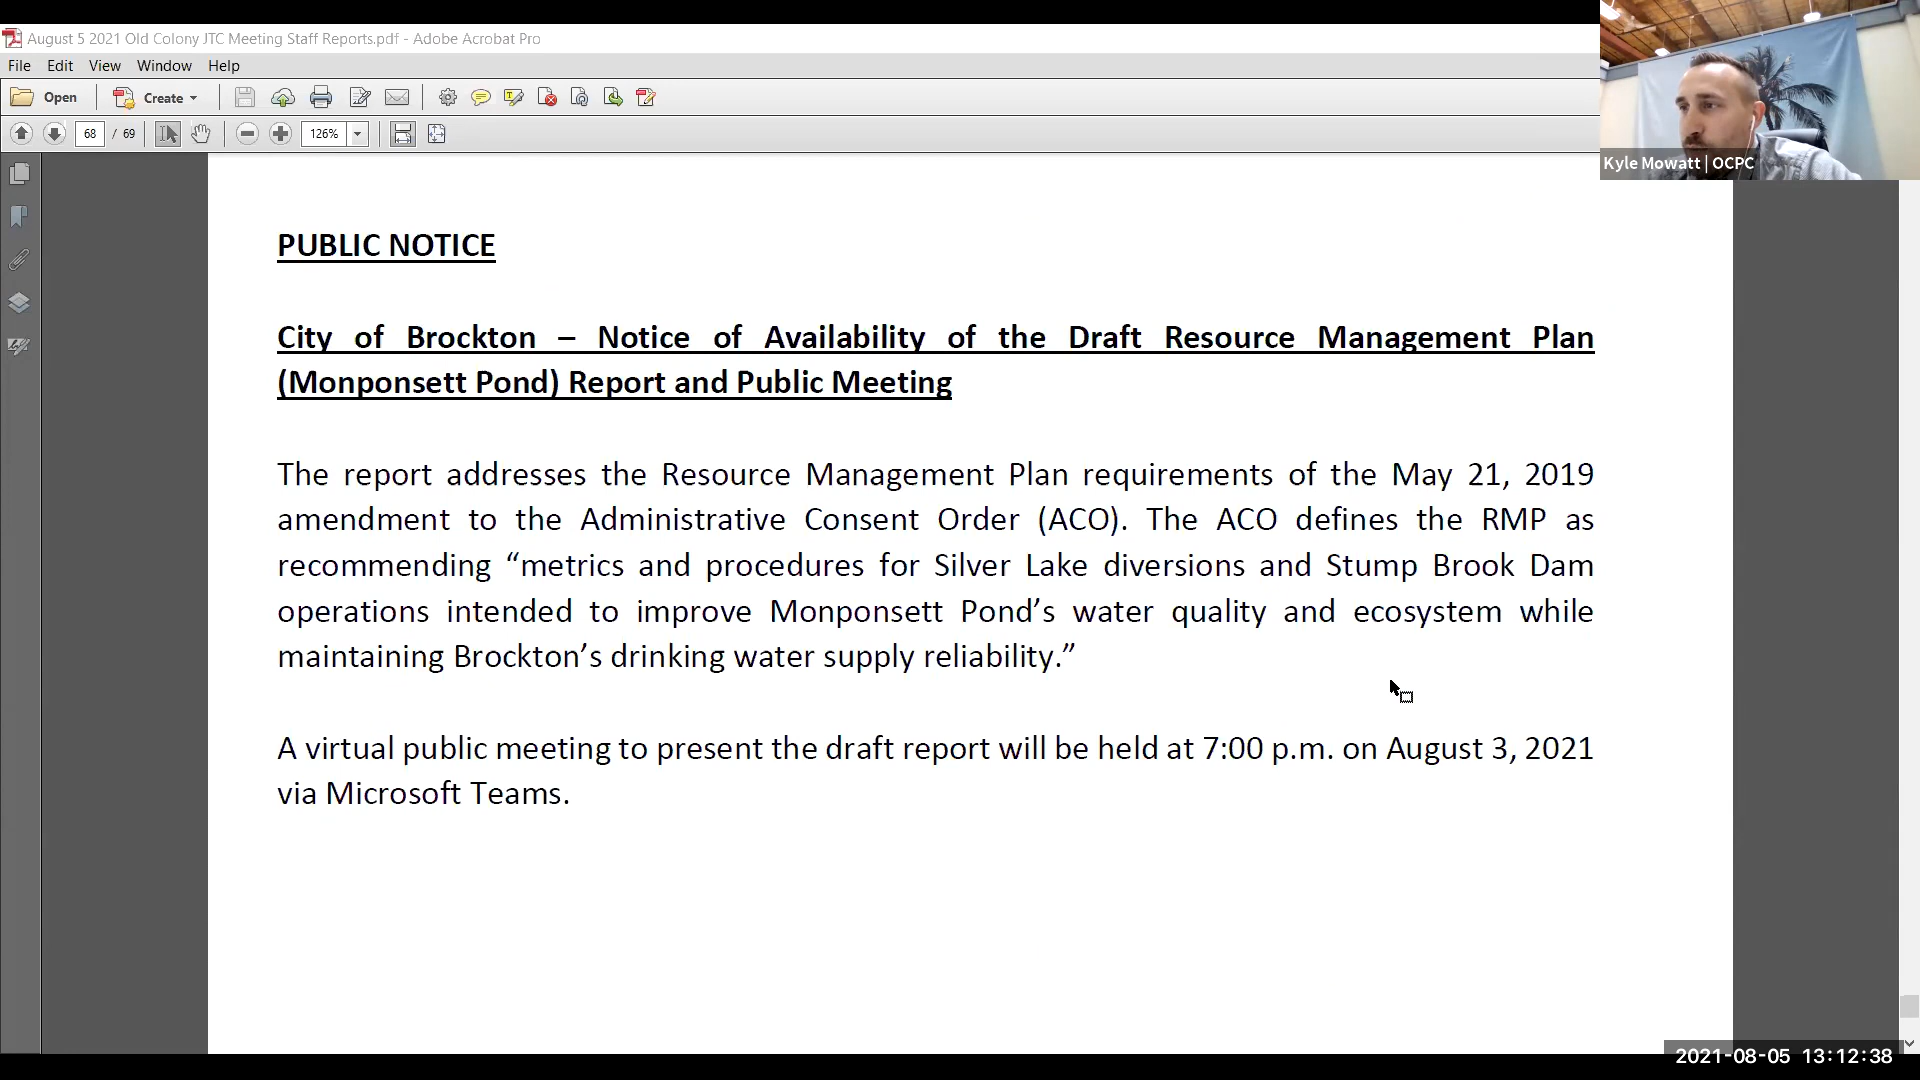 August 5 2021 Old Colony JTC Meeting Staff Reports.pdf - Adobe Acrobat Pro
File Edit View Window Help
Open Create
68 / 69 126%
Kyle Mowatt | OCPC
PUBLIC NOTICE
City of Brockton – Notice of Availability of the Draft Resource Management Plan
(Monponsett Pond) Report and Public Meeting
The report addresses the Resource Management Plan requirements of the May 21, 2019
amendment to the Administrative Consent Order (ACO). The ACO defines the RMP as
recommending “metrics and procedures for Silver Lake diversions and Stump Brook Dam
operations intended to improve Monponsett Pond’s water quality and ecosystem while
maintaining Brockton’s drinking water supply reliability.”
A virtual public meeting to present the draft report will be held at 7:00 p.m. on August 3, 2021
via Microsoft Teams.
2021-08-05 13:12:38